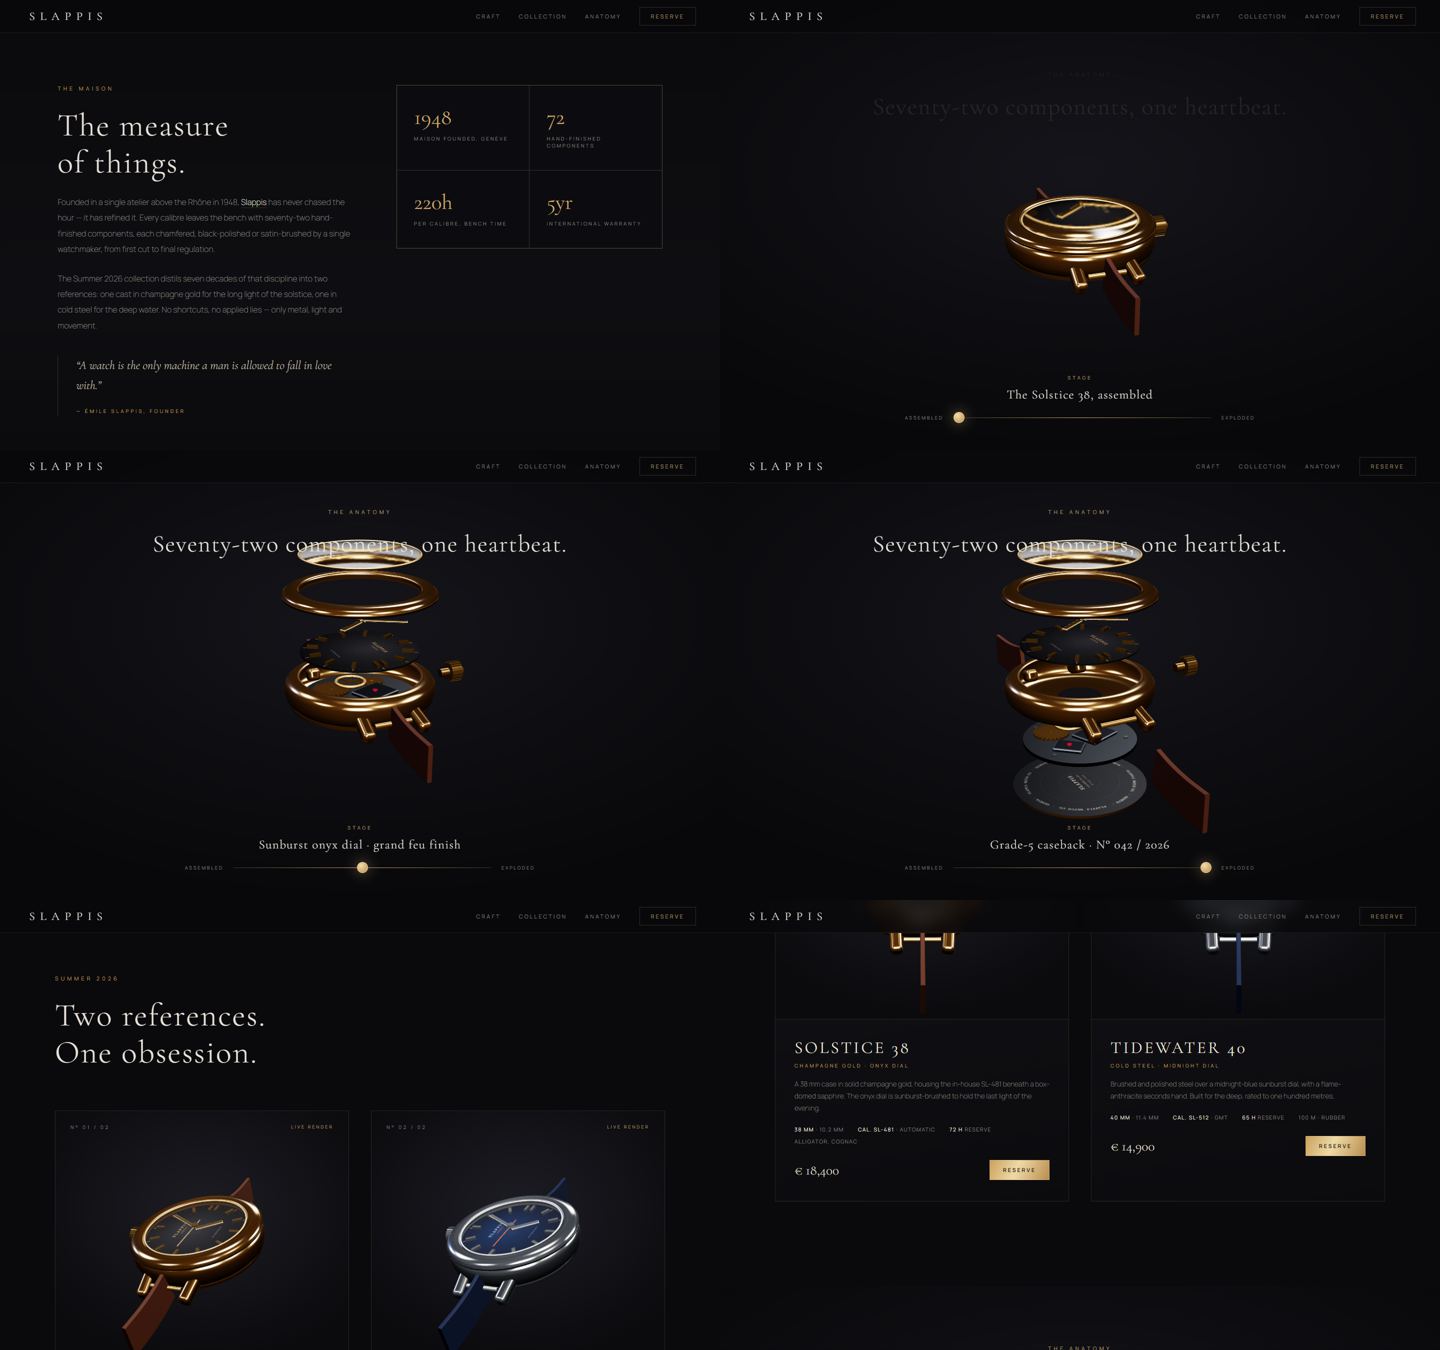 SLAPPIS
CRAFT COLLECTION ANATOMY RESERVE
THE MAISON
The measure
of things.
Founded in a single atelier above the Rhône in 1948, Slappis has never chased the
hour — it has refined it. Every calibre leaves the bench with seventy-two hand-
finished components, each chamfered, black-polished or satin-brushed by a single
watchmaker, from first cut to final regulation.
The Summer 2026 collection distils seven decades of that discipline into two
references: one cast in champagne gold for the long light of the solstice, one in
cold steel for the deep water. No shortcuts, no applied lies — only metal, light and
movement.
“A watch is the only machine a man is allowed to fall in love
with.”
— ÉMILE SLAPPIS, FOUNDER
1948
MAISON FOUNDED, GENÈVE
72
HAND-FINISHED
COMPONENTS
220h
PER CALIBRE, BENCH TIME
5yr
INTERNATIONAL WARRANTY
SLAPPIS
CRAFT COLLECTION ANATOMY RESERVE
THE ANATOMY
Seventy-two components, one heartbeat.
STAGE
The Solstice 38, assembled
ASSEMBLED EXPLODED
SLAPPIS
CRAFT COLLECTION ANATOMY RESERVE
THE ANATOMY
Seventy-two components, one heartbeat.
STAGE
Sunburst onyx dial · grand feu finish
ASSEMBLED EXPLODED
SLAPPIS
CRAFT COLLECTION ANATOMY RESERVE
THE ANATOMY
Seventy-two components, one heartbeat.
STAGE
Grade-5 caseback · N° 042 / 2026
ASSEMBLED EXPLODED
SLAPPIS
CRAFT COLLECTION ANATOMY RESERVE
SUMMER 2026
Two references.
One obsession.
N° 01 / 02 LIVE RENDER
SLAPPIS
N° 02 / 02 LIVE RENDER
SLAPPIS
SLAPPIS
CRAFT COLLECTION ANATOMY RESERVE
SOLSTICE 38
CHAMPAGNE GOLD · ONYX DIAL
A 38 mm case in solid champagne gold, housing the in-house SL-481 beneath a box-
domed sapphire. The onyx dial is sunburst-brushed to hold the last light of the
evening.
38 MM · 10.2 MM CAL. SL-481 · AUTOMATIC 72 H RESERVE
ALLIGATOR, COGNAC
€ 18,400 RESERVE
TIDEWATER 40
COLD STEEL · MIDNIGHT DIAL
Brushed and polished steel over a midnight-blue sunburst dial, with a flame-
anthracite seconds hand. Built for the deep, rated to one hundred metres.
40 MM · 11.4 MM CAL. SL-512 · GMT 65 H RESERVE 100 M · RUBBER
€ 14,900 RESERVE
THE ANATOMY